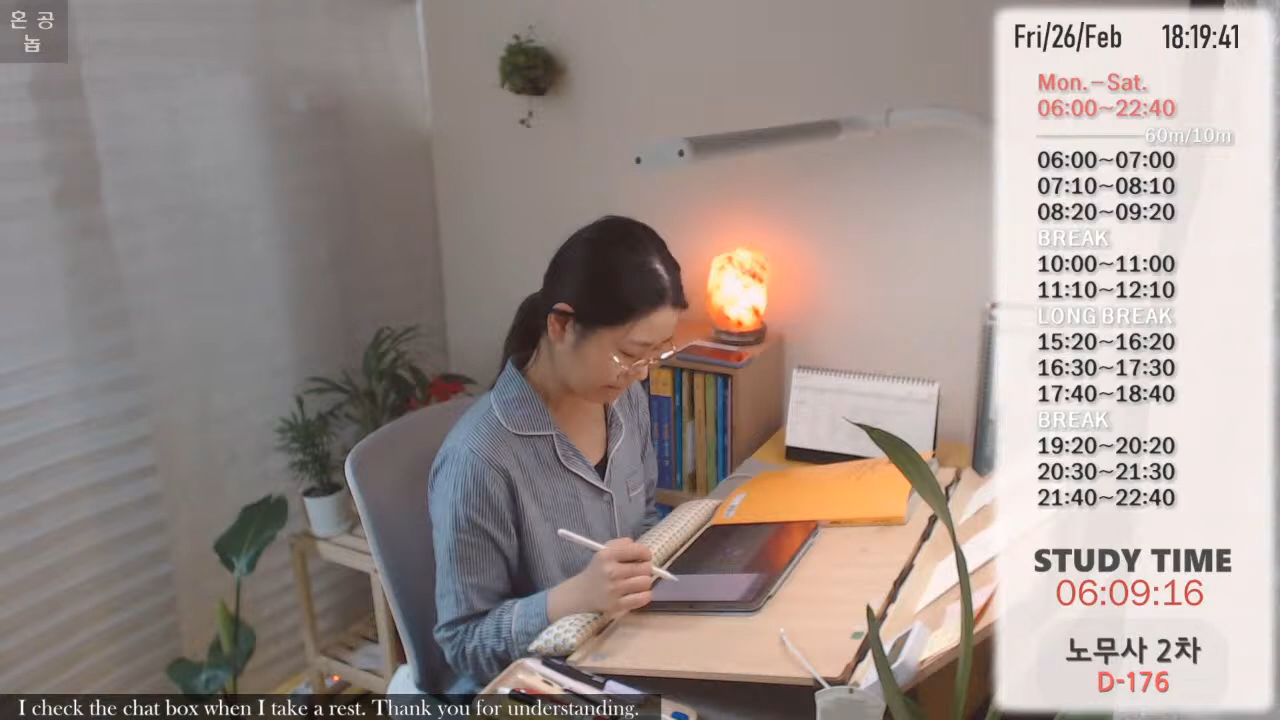 혼 공
놉
Fri/26/Feb 18:19:41
Mon.-Sat.
06:00~22:40
60m/10m
06:00~07:00
07:10~08:10
08:20~09:20
BREAK
10:00~11:00
11:10~12:10
LONG BREAK
15:20~16:20
16:30~17:30
17:40~18:40
BREAK
19:20~20:20
20:30~21:30
21:40~22:40
STUDY TIME
06:09:16
노무사 2차
D-176
I check the chat box when I take a rest. Thank you for understanding.